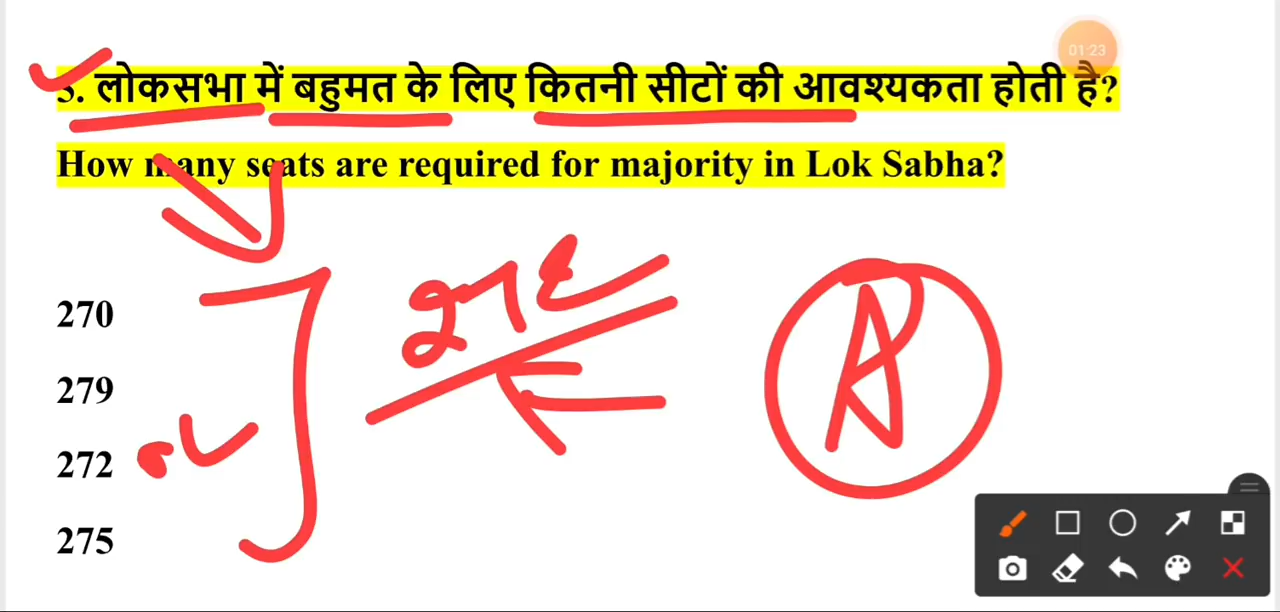 01:23
5. लोकसभा में बहुमत के लिए कितनी सीटों की आवश्यकता होती है?
How many seats are required for majority in Lok Sabha?
270
279
272
275
A